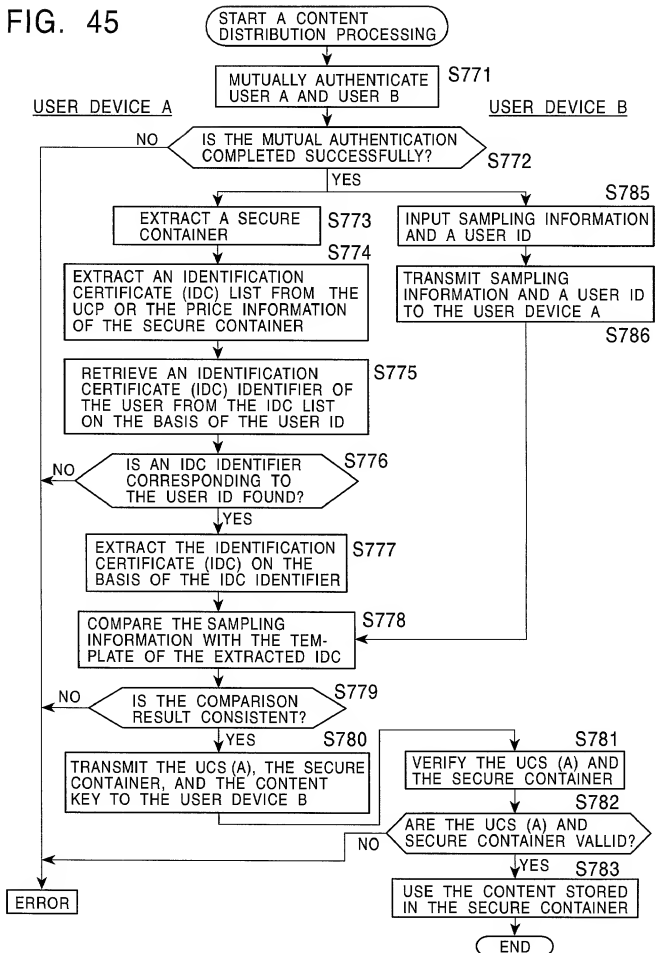 FIG. 45
START A CONTENT
DISTRIBUTION PROCESSING
S771
MUTUALLY AUTHENTICATE
USER A AND USER B
USER DEVICE A
USER DEVICE B
NO
IS THE MUTUAL AUTHENTICATION
COMPLETED SUCCESSFULLY?
S772
YES
S773
EXTRACT A SECURE
CONTAINER
S785
INPUT SAMPLING INFORMATION
AND A USER ID
S774
EXTRACT AN IDENTIFICATION
CERTIFICATE (IDC) LIST FROM THE
UCP OR THE PRICE INFORMATION
OF THE SECURE CONTAINER
TRANSMIT SAMPLING
INFORMATION AND A USER ID
TO THE USER DEVICE A
S786
S775
RETRIEVE AN IDENTIFICATION
CERTIFICATE (IDC) IDENTIFIER OF
THE USER FROM THE IDC LIST
ON THE BASIS OF THE USER ID
S776
NO
IS AN IDC IDENTIFIER
CORRESPONDING TO
THE USER ID FOUND?
YES
S777
EXTRACT THE IDENTIFICATION
CERTIFICATE (IDC) ON THE
BASIS OF THE IDC IDENTIFIER
S778
COMPARE THE SAMPLING
INFORMATION WITH THE TEM-
PLATE OF THE EXTRACTED IDC
S779
NO
IS THE COMPARISON
RESULT CONSISTENT?
YES
S780
TRANSMIT THE UCS (A), THE SECURE
CONTAINER, AND THE CONTENT
KEY TO THE USER DEVICE B
S781
VERIFY THE UCS (A) AND
THE SECURE CONTAINER
S782
ARE THE UCS (A) AND
SECURE CONTAINER VALLID?
NO
YES
S783
USE THE CONTENT STORED
IN THE SECURE CONTAINER
ERROR
END